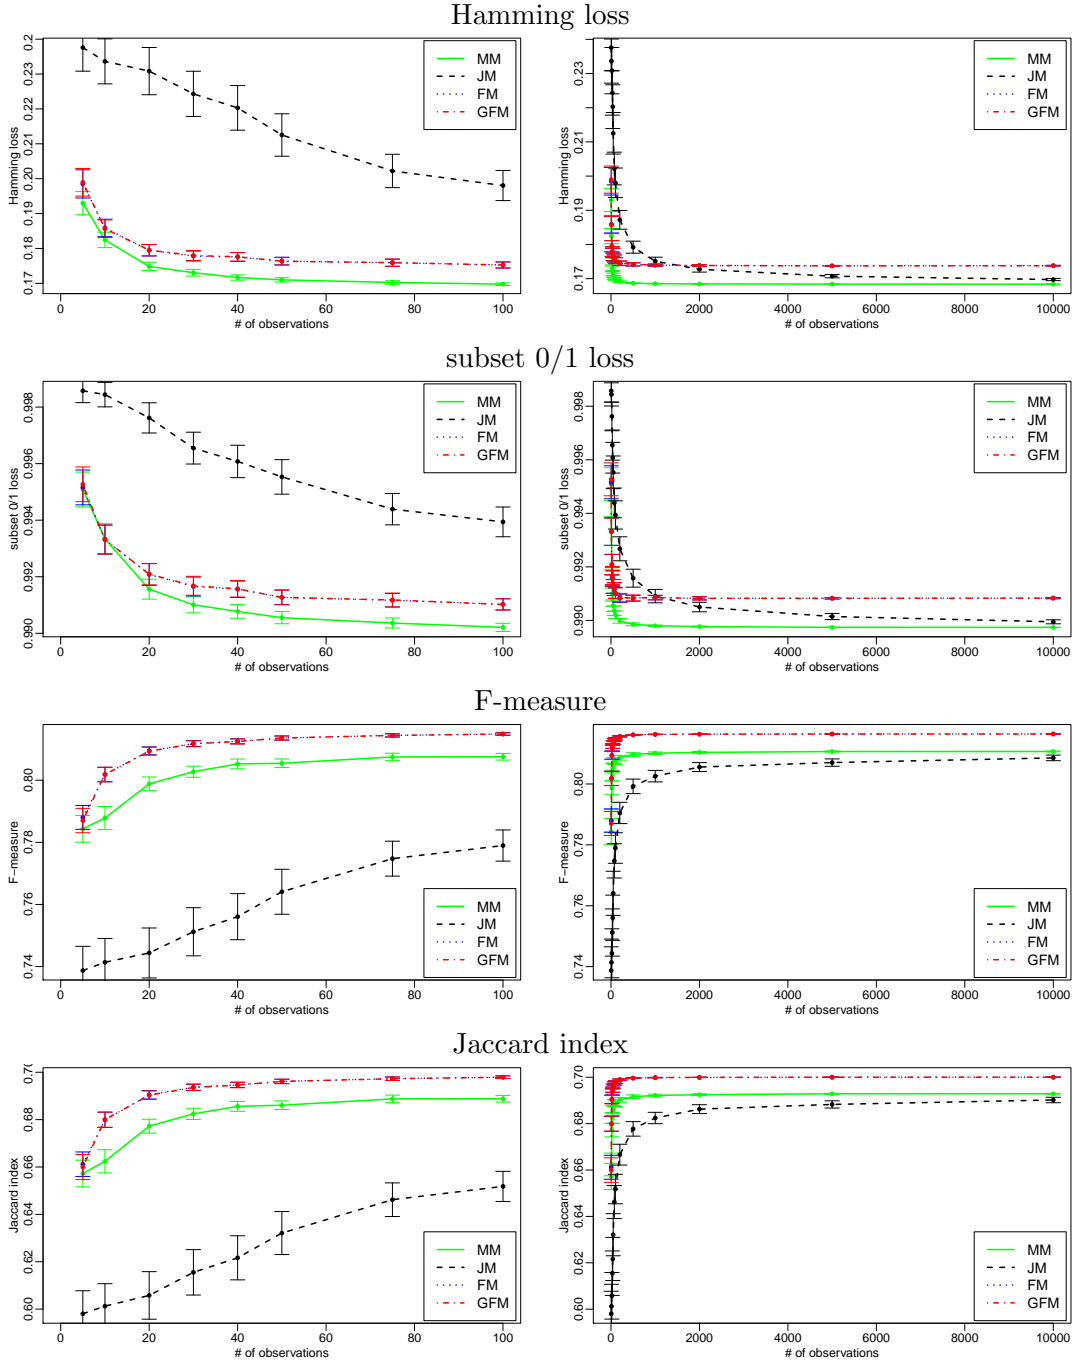 Hamming loss
0.17 0.18 0.19 0.20 0.21 0.22 0.23 0.2
Hamming loss
MM
JM
FM
GFM
0 20 40 60 80 100
# of observations
0.17 0.19 0.21 0.23
Hamming loss
MM
JM
FM
GFM
0 2000 4000 6000 8000 10000
# of observations
subset 0/1 loss
0.990 0.992 0.994 0.996 0.998
subset 0/1 loss
MM
JM
FM
GFM
0 20 40 60 80 100
# of observations
0.990 0.992 0.994 0.996 0.998
subset 0/1 loss
MM
JM
FM
GFM
0 2000 4000 6000 8000 10000
# of observations
F-measure
0.74 0.76 0.78 0.80
F−measure
MM
JM
FM
GFM
0 20 40 60 80 100
# of observations
0.74 0.76 0.78 0.80
F−measure
MM
JM
FM
GFM
0 2000 4000 6000 8000 10000
# of observations
Jaccard index
0.60 0.62 0.64 0.66 0.68 0.70
Jaccard index
MM
JM
FM
GFM
0 20 40 60 80 100
# of observations
0.60 0.62 0.64 0.66 0.68 0.70
Jaccard index
MM
JM
FM
GFM
0 2000 4000 6000 8000 10000
# of observations